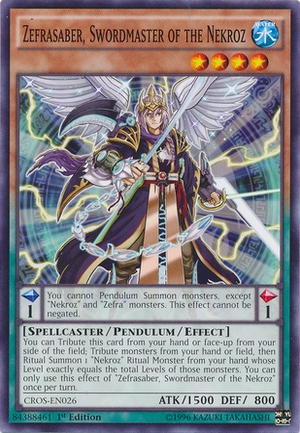 ZEFRASABER, SWORDMASTER OF THE NEKROZ
WATER
水
You cannot Pendulum Summon monsters, except
"Nekroz" and "Zefra" monsters. This effect cannot be
negated.
1
1
[SPELLCASTER / PENDULUM / EFFECT]
You can Tribute this card from your hand or face-up from your
side of the field; Tribute monsters from your hand or field, then
Ritual Summon 1 "Nekroz" Ritual Monster from your hand whose
Level exactly equals the total Levels of those monsters. You can
only use this effect of "Zefrasaber, Swordmaster of the Nekroz"
once per turn.
CROS-EN026
ATK/1500 DEF/ 800
84388461 1st Edition
©1996 KAZUKI TAKAHASHI